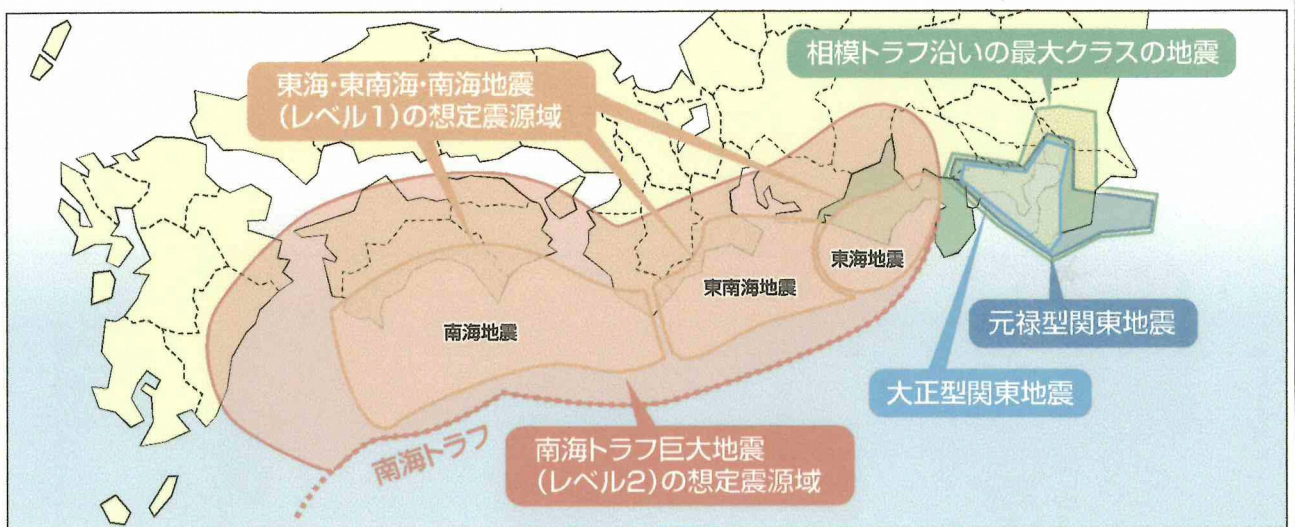 相模トラフ沿いの最大クラスの地震
東海・東南海・南海地震
(レベル1)の想定震源域
東海地震
東南海地震
南海地震
元禄型関東地震
大正型関東地震
南海トラフ
南海トラフ巨大地震
(レベル2)の想定震源域